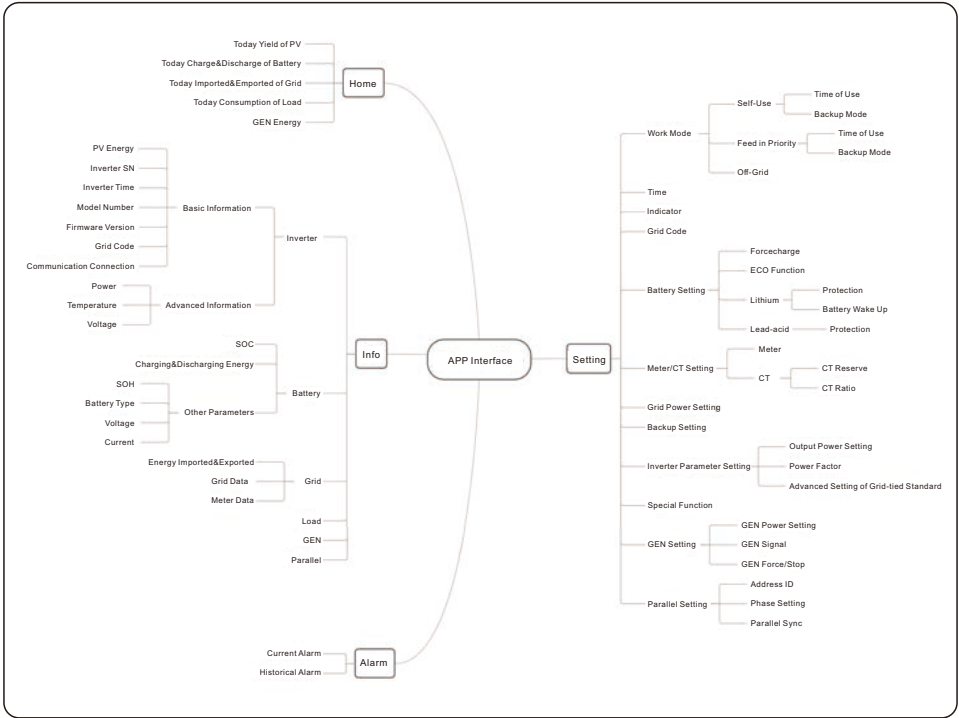 Today Yield of PV
Today Charge&Discharge of Battery
Today Imported&Emported of Grid
Today Consumption of Load
GEN Energy
Home
PV Energy
Inverter SN
Inverter Time
Model Number
Firmware Version
Grid Code
Communication Connection
Basic Information
Power
Temperature
Voltage
Advanced Information
Inverter
SOC
Charging&Discharging Energy
SOH
Battery Type
Voltage
Current
Other Parameters
Battery
Energy Imported&Exported
Grid Data
Meter Data
Grid
Load
GEN
Parallel
Info
Current Alarm
Historical Alarm
Alarm
APP Interface
Setting
Work Mode
Self-Use
Time of Use
Backup Mode
Feed in Priority
Time of Use
Backup Mode
Off-Grid
Time
Indicator
Grid Code
Battery Setting
Forcecharge
ECO Function
Lithium
Protection
Battery Wake Up
Lead-acid
Protection
Meter/CT Setting
Meter
CT
CT Reserve
CT Ratio
Grid Power Setting
Backup Setting
Inverter Parameter Setting
Output Power Setting
Power Factor
Advanced Setting of Grid-tied Standard
Special Function
GEN Setting
GEN Power Setting
GEN Signal
GEN Force/Stop
Parallel Setting
Address ID
Phase Setting
Parallel Sync